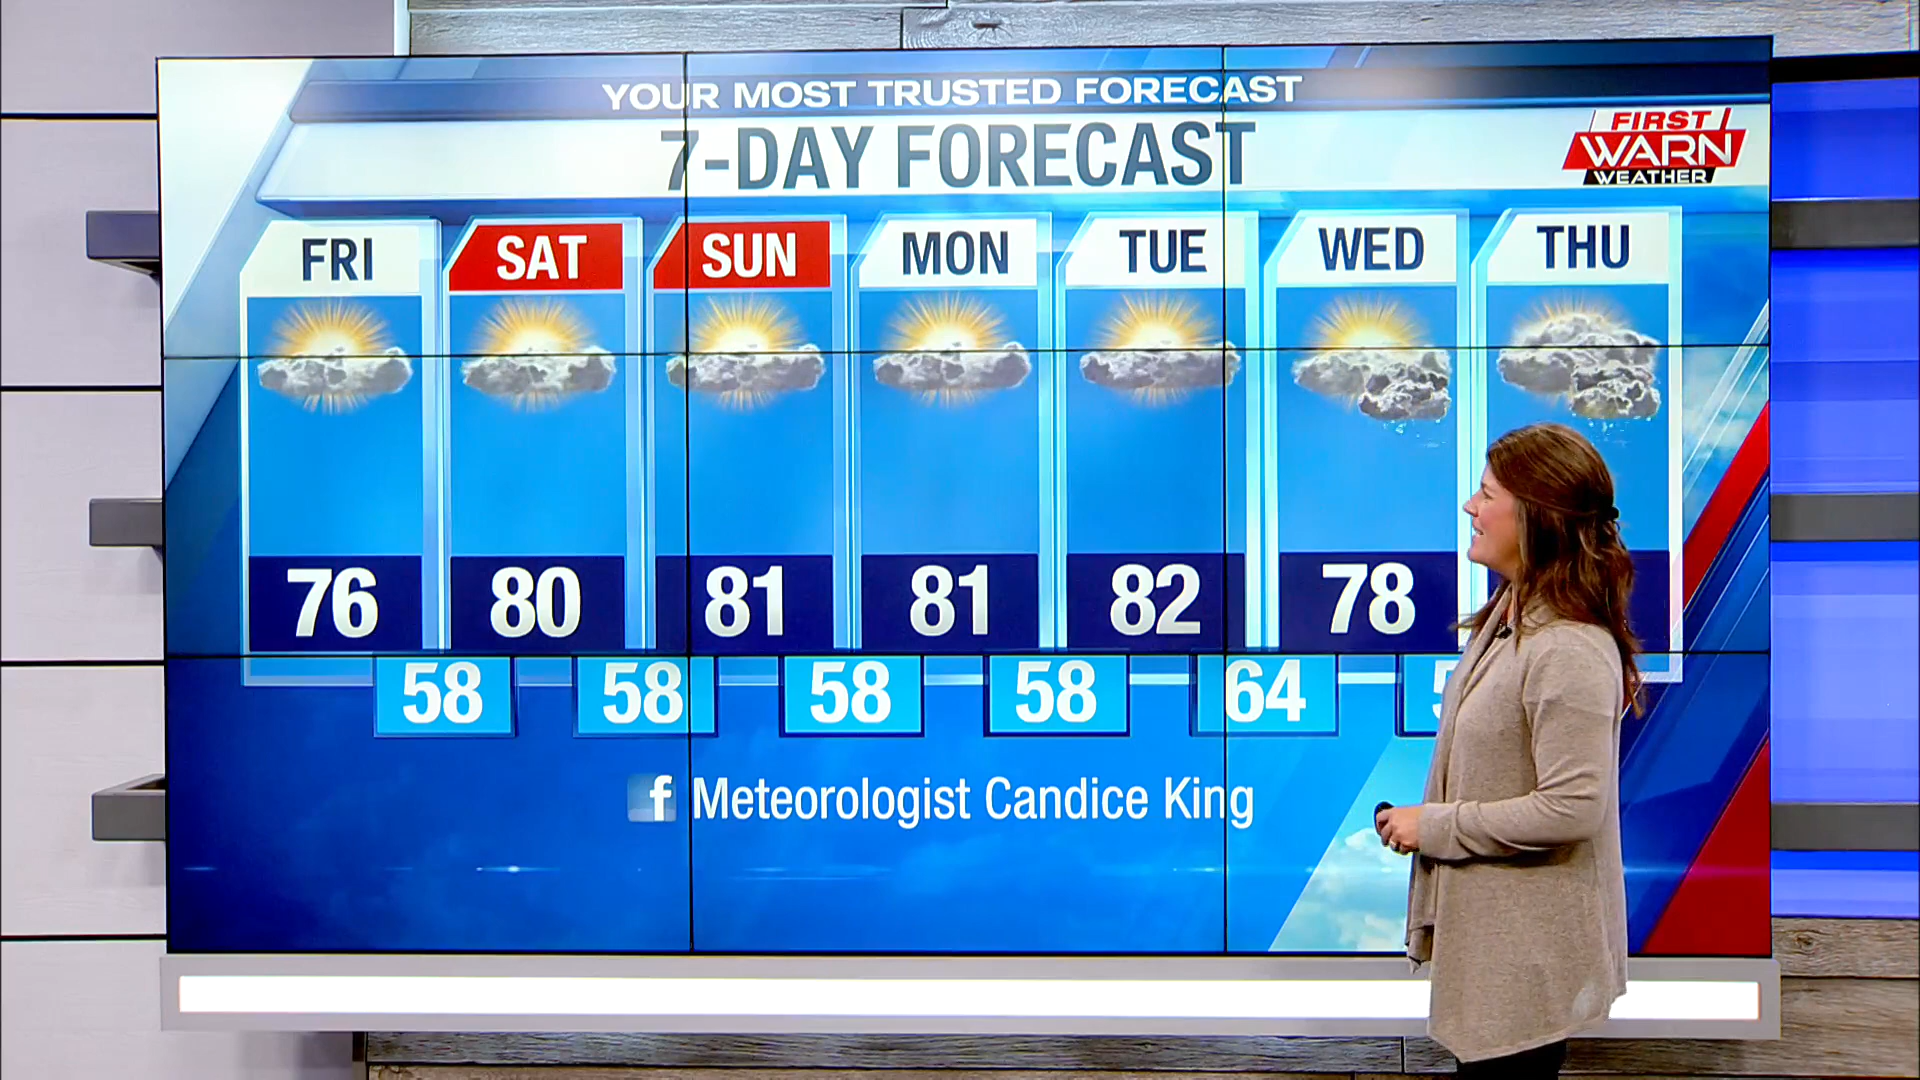 YOUR MOST TRUSTED FORECAST
7-DAY FORECAST
FIRST
WARN
WEATHER
FRI SAT SUN MON TUE WED THU
76 80 81 81 82 78
58 58 58 58 64
f Meteorologist Candice King